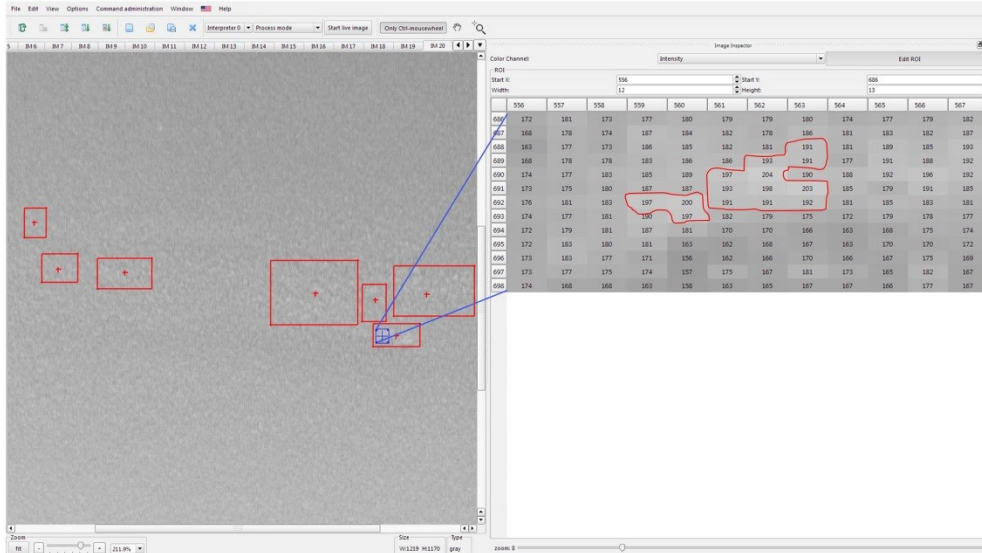 File Edit View Options Command administration Window Help
Interpreter 0 Process mode Start live image Only Ctrl-mousewheel
5 IM 6 IM 7 IM 8 IM 9 IM 10 IM 11 IM 12 IM 13 IM 14 IM 15 IM 16 IM 17 IM 18 IM 19 IM 20
Image Inspector
Color Channel: Intensity Edit ROI
ROI
Start X: 556 Start Y: 686
Width: 12 Height: 13
556 557 558 559 560 561 562 563 564 565 566 567
686 172 181 173 177 180 179 179 180 174 177 179 182
687 168 178 174 187 184 182 178 186 181 183 182 187
688 163 177 173 186 185 182 181 191 181 189 185 193
689 168 178 178 183 186 186 193 191 177 191 188 192
690 174 177 183 185 189 197 204 190 188 192 196 192
691 173 175 180 187 187 193 198 203 185 179 191 185
692 176 181 183 197 200 191 191 192 181 185 183 181
693 174 177 181 190 197 182 179 175 172 179 178 177
694 172 179 181 187 181 170 170 166 163 168 175 174
695 172 183 180 181 163 162 168 167 163 170 170 172
696 173 183 177 171 156 162 166 170 166 167 175 169
697 173 177 175 174 157 175 167 181 173 165 182 167
698 174 168 168 163 158 163 165 167 167 166 177 167
Zoom
fit - + 211.9%
Size Type
W:1219 H:1170 gray
zoom: 8